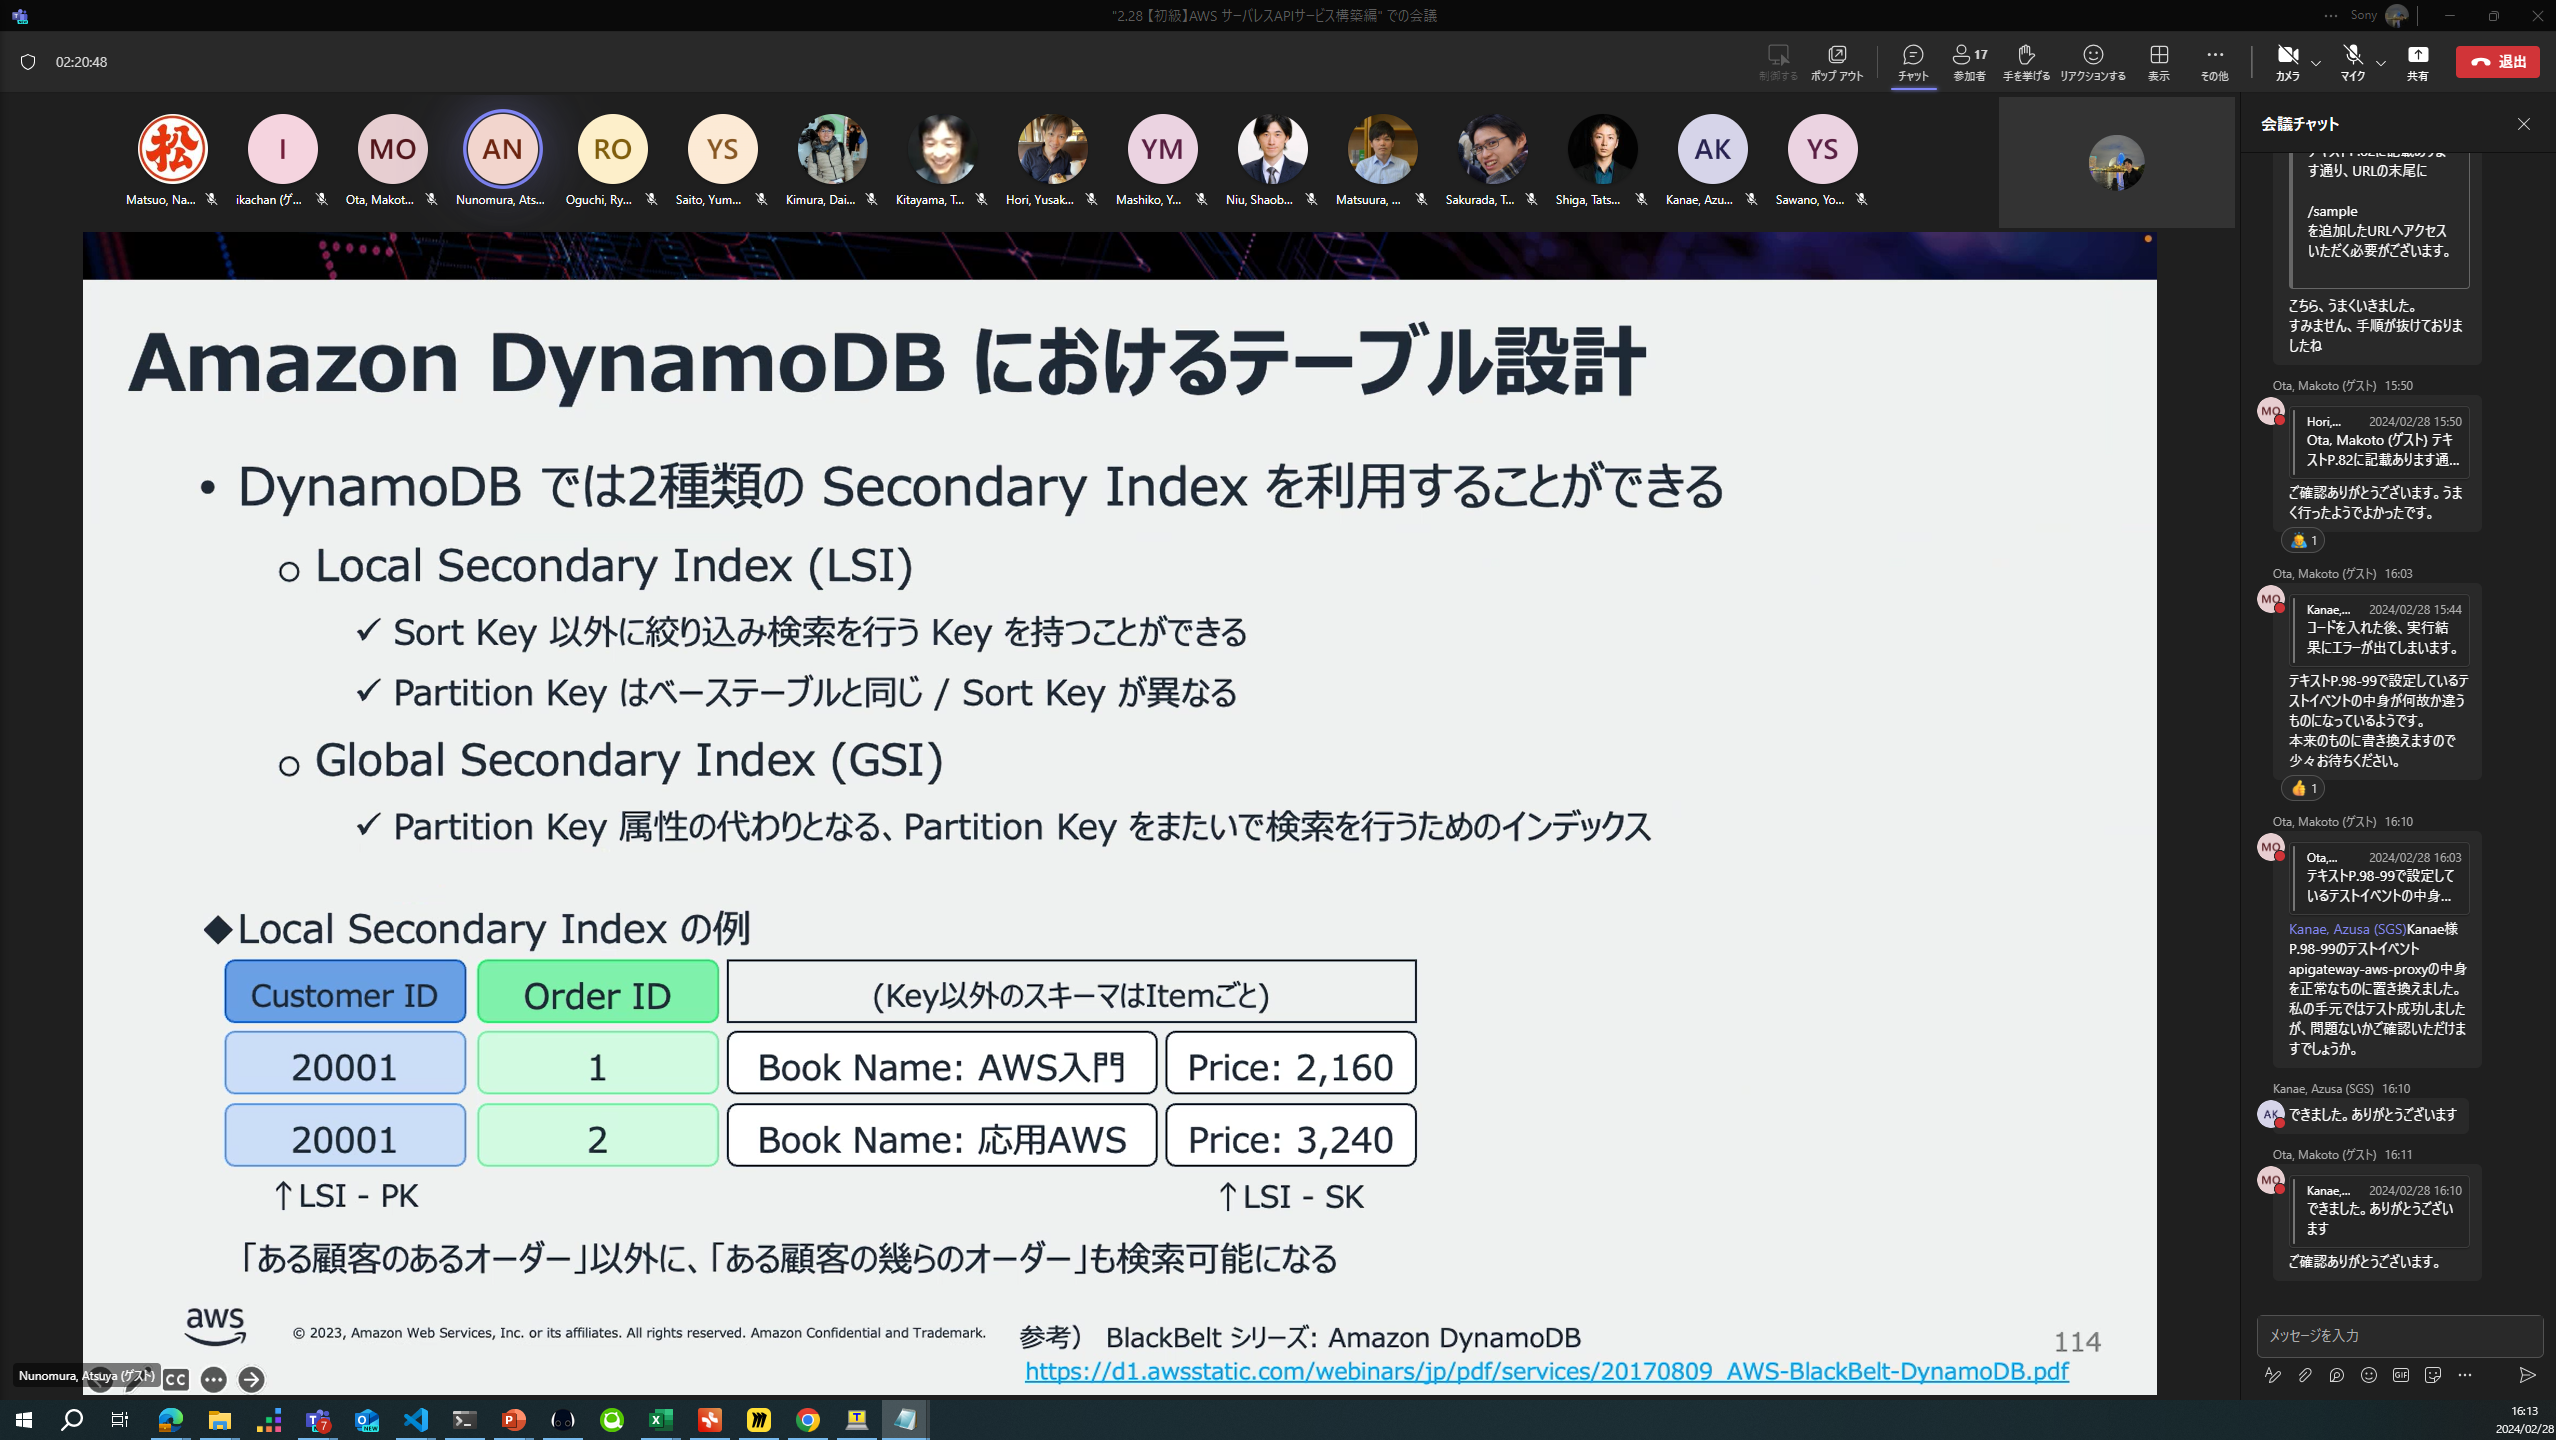 "2.28 【初級】AWS サーバレスAPIサービス構築編" での会議
Sony
02:20:48
制御する
ポップ アウト
チャット
17
参加者
手を挙げる
リアクションする
表示
その他
カメラ
マイク
共有
退出
松
I
MO
AN
RO
YS
YM
AK
YS
Matsuo, Na...
ikachan (ゲ...
Ota, Makot...
Nunomura, Ats...
Oguchi, Ry...
Saito, Yum...
Kimura, Dai...
Kitayama, T...
Hori, Yusak...
Mashiko, Y...
Niu, Shaob...
Matsuura, ...
Sakurada, T...
Shiga, Tats...
Kanae, Azu...
Sawano, Yo...
Amazon DynamoDB におけるテーブル設計
• DynamoDB では2種類の Secondary Index を利用することができる
o Local Secondary Index (LSI)
✓ Sort Key 以外に絞り込み検索を行う Key を持つことができる
✓ Partition Key はベーステーブルと同じ / Sort Key が異なる
o Global Secondary Index (GSI)
✓ Partition Key 属性の代わりとなる、Partition Key をまたいで検索を行うためのインデックス
◆Local Secondary Index の例
Customer ID
Order ID
(Key以外のスキーマはItemごと)
20001
1
Book Name: AWS入門
Price: 2,160
20001
2
Book Name: 応用AWS
Price: 3,240
↑LSI - PK
↑LSI - SK
「ある顧客のあるオーダー」以外に、「ある顧客の幾らのオーダー」も検索可能になる
aws
© 2023, Amazon Web Services, Inc. or its affiliates. All rights reserved. Amazon Confidential and Trademark.
参考） BlackBelt シリーズ: Amazon DynamoDB
https://d1.awsstatic.com/webinars/jp/pdf/services/20170809_AWS-BlackBelt-DynamoDB.pdf
114
Nunomura, Atsuya (ゲスト)
CC
会議チャット
す通り、URLの末尾に
/sample
を追加したURLへアクセス
いただく必要がございます。
こちら、うまくいきました。
すみません、手順が抜けておりま
したね
Ota, Makoto (ゲスト) 15:50
MO
Hori,... 2024/02/28 15:50
Ota, Makoto (ゲスト) テキ
ストP.82に記載あります通...
ご確認ありがとうございます。うま
く行ったようでよかったです。
1
Ota, Makoto (ゲスト) 16:03
MO
Kanae,... 2024/02/28 15:44
コードを入れた後、実行結
果にエラーが出てしまいます。
テキストP.98-99で設定しているテ
ストイベントの中身が何故か違う
ものになっているようです。
本来のものに書き換えますので
少々お待ちください。
1
Ota, Makoto (ゲスト) 16:10
MO
Ota,... 2024/02/28 16:03
テキストP.98-99で設定して
いるテストイベントの中身...
Kanae, Azusa (SGS)Kanae様
P.98-99のテストイベント
apigateway-aws-proxyの中身
を正常なものに置き換えました。
私の手元ではテスト成功しました
が、問題ないかご確認いただけま
すでしょうか。
Kanae, Azusa (SGS) 16:10
AK
できました。ありがとうございます
Ota, Makoto (ゲスト) 16:11
MO
Kanae,... 2024/02/28 16:10
できました。ありがとうござい
ます
ご確認ありがとうございます。
メッセージを入力
GIF
16:13
2024/02/28